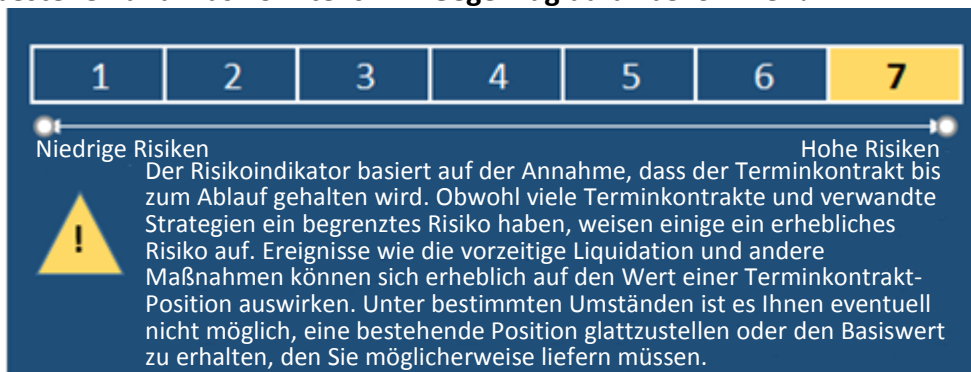 1 2 3 4 5 6 7
Niedrige Risiken Hohe Risiken
Der Risikoindikator basiert auf der Annahme, dass der Terminkontrakt bis
zum Ablauf gehalten wird. Obwohl viele Terminkontrakte und verwandte
Strategien ein begrenztes Risiko haben, weisen einige ein erhebliches
! Risiko auf. Ereignisse wie die vorzeitige Liquidation und andere
Maßnahmen können sich erheblich auf den Wert einer Terminkontrakt-
Position auswirken. Unter bestimmten Umständen ist es Ihnen eventuell
nicht möglich, eine bestehende Position glattzustellen oder den Basiswert
zu erhalten, den Sie möglicherweise liefern müssen.